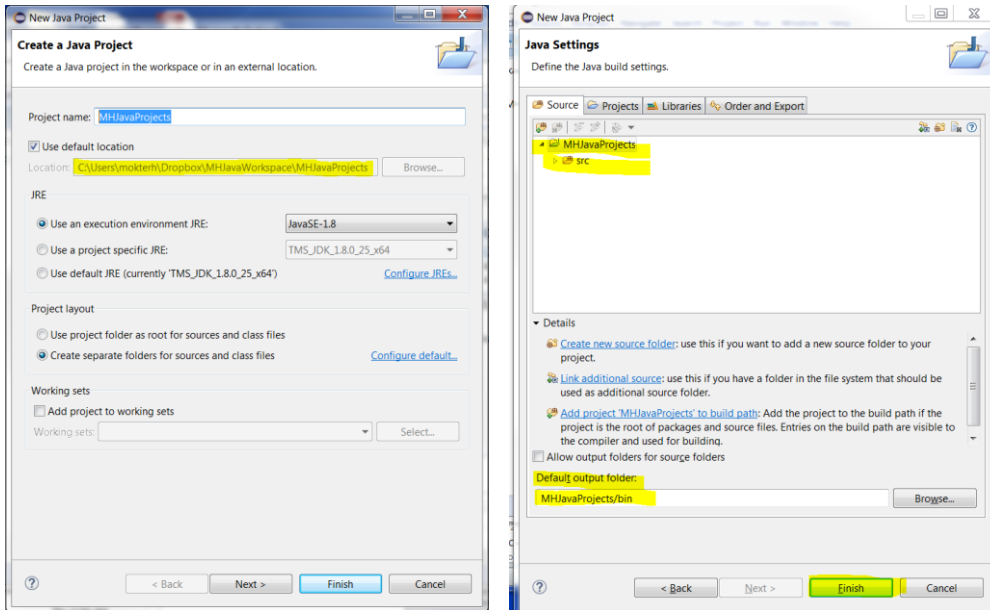 New Java Project
Create a Java Project
Create a Java project in the workspace or in an external location.
Project name: MHJavaProjects
Use default location
Location: C:\Users\mokterh\Dropbox\MHJavaWorkspace\MHJavaProjects Browse...
JRE
Use an execution environment JRE: JavaSE-1.8
Use a project specific JRE: TMS_JDK_1.8.0_25_x64
Use default JRE (currently 'TMS_JDK_1.8.0_25_x64') Configure JREs...
Project layout
Use project folder as root for sources and class files
Create separate folders for sources and class files Configure default...
Working sets
Add project to working sets
Working sets: Select...
< Back Next > Finish Cancel
New Java Project
Java Settings
Define the Java build settings.
Source Projects Libraries Order and Export
MHJavaProjects
src
Details
Create new source folder: use this if you want to add a new source folder to your
project.
Link additional source: use this if you have a folder in the file system that should be
used as additional source folder.
Add project 'MHJavaProjects' to build path: Add the project to the build path if the
project is the root of packages and source files. Entries on the build path are visible to
the compiler and used for building.
Allow output folders for source folders
Default output folder:
MHJavaProjects/bin Browse...
< Back Next > Finish Cancel